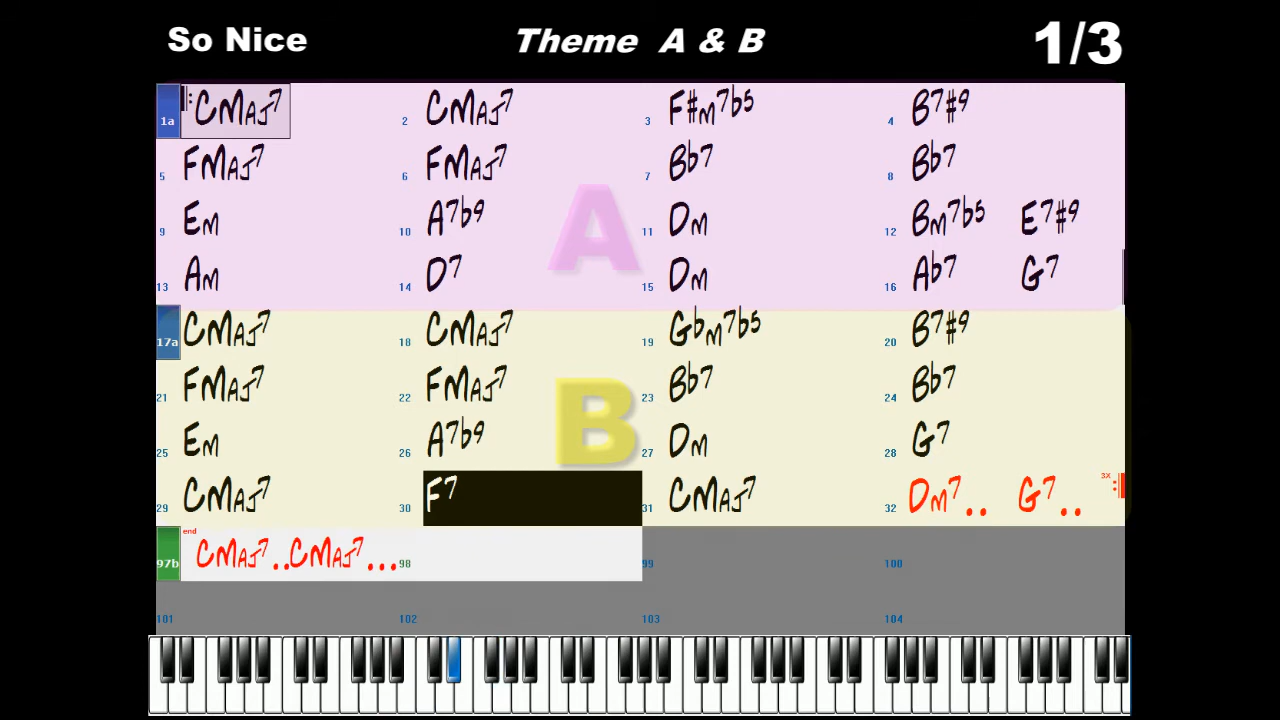 So Nice Theme A & B 1/3
1a CMAJ7 2 CMAJ7 3 F#m7b5 4 B7#9
5 FMAJ7 6 FMAJ7 7 Bb7 8 Bb7
A
9 Em 10 A7b9 11 Dm 12 Bm7b5 E7#9
13 Am 14 D7 15 Dm 16 Ab7 G7
17a CMAJ7 18 CMAJ7 19 Gbm7b5 20 B7#9
21 FMAJ7 22 FMAJ7 23 Bb7 24 Bb7
B
25 Em 26 A7b9 27 Dm 28 G7
29 CMAJ7 30 F7 31 CMAJ7 32 Dm7.. G7.. 3X
97b end CMAJ7..CMAJ7... 98 99 100
101 102 103 104